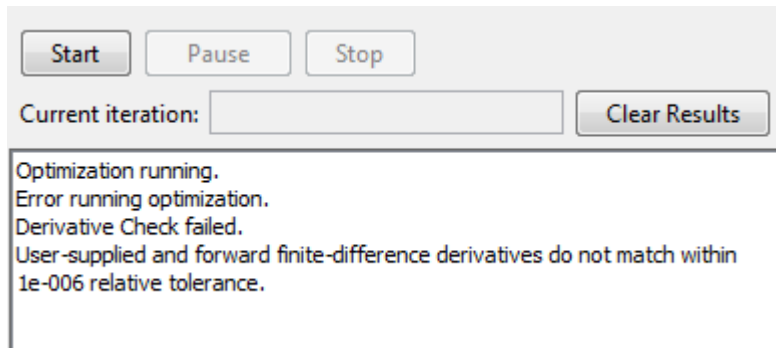 Start Pause Stop
Current iteration: Clear Results
Optimization running.
Error running optimization.
Derivative Check failed.
User-supplied and forward finite-difference derivatives do not match within
1e-006 relative tolerance.